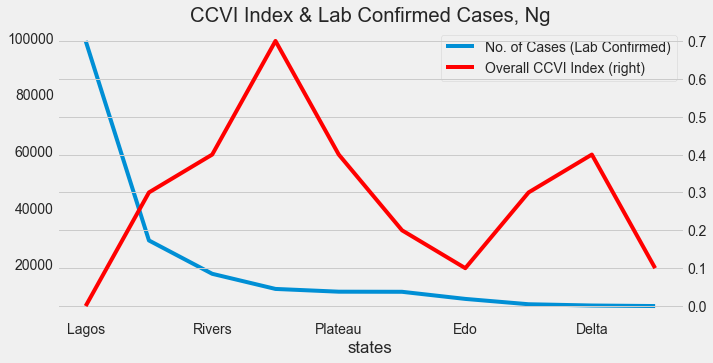 CCVI Index & Lab Confirmed Cases, Ng
No. of Cases (Lab Confirmed)
Overall CCVI Index (right)
100000
80000
60000
40000
20000
0.7
0.6
0.5
0.4
0.3
0.2
0.1
0.0
Lagos Rivers Plateau Edo Delta
states